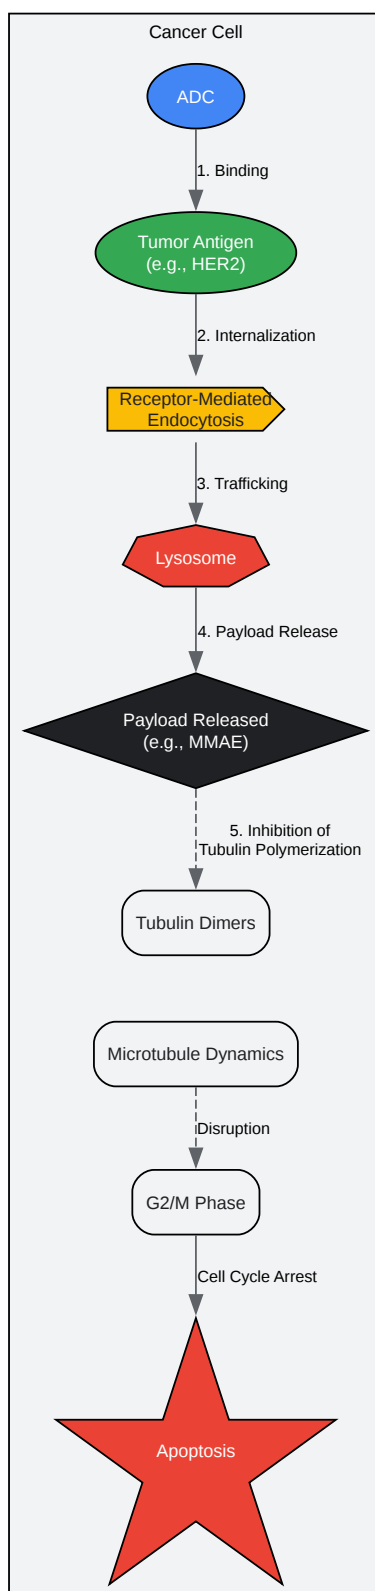 Cancer Cell
ADC
1. Binding
Tumor Antigen
(e.g., HER2)
2. Internalization
Receptor-Mediated
Endocytosis
3. Trafficking
Lysosome
4. Payload Release
Payload Released
(e.g., MMAE)
5. Inhibition of
Tubulin Polymerization
Tubulin Dimers
Microtubule Dynamics
Disruption
G2/M Phase
Cell Cycle Arrest
Apoptosis